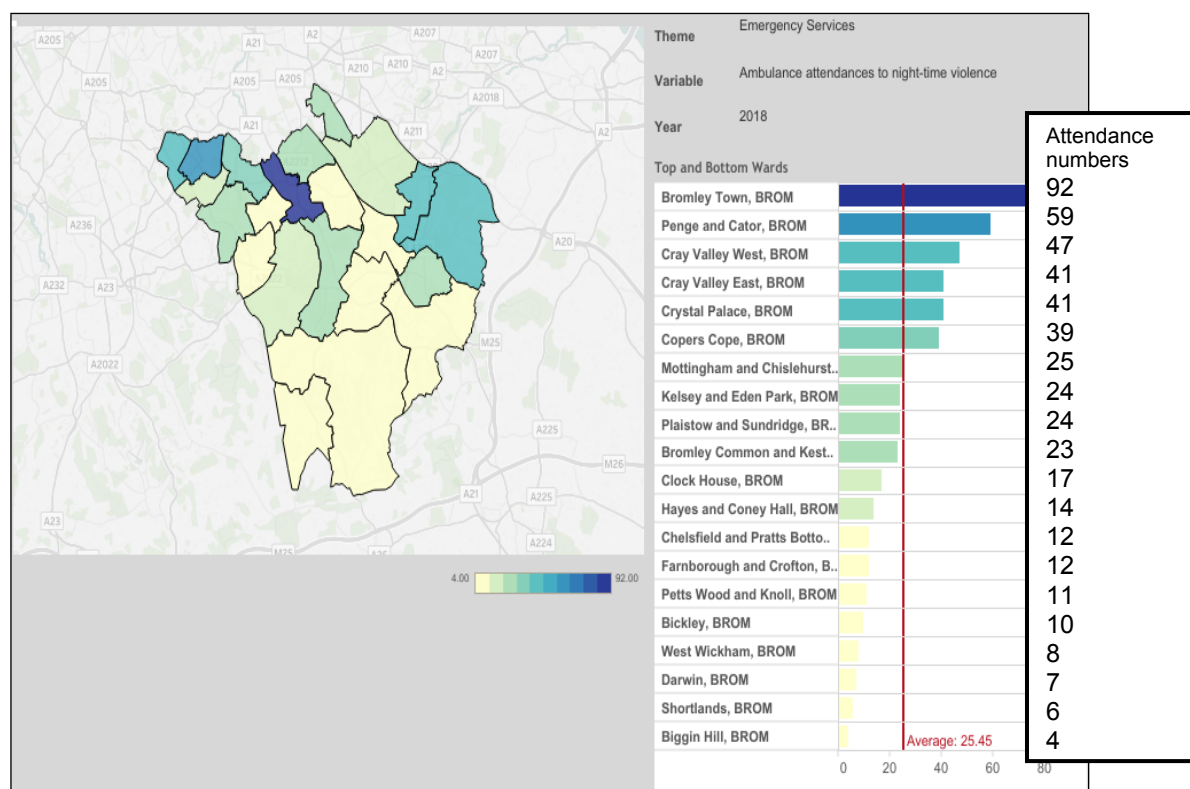 A205
A21
A2
A207
A207
A205
A205
A205
A210
A210
A2
A2018
A21
A211
A2
A2212
A236
A20
A232
A23
M25
A2022
A225
M26
A21
A225
A23
A224
M25
A26
4.00
92.00
Theme
Emergency Services
Variable
Ambulance attendances to night-time violence
Year
2018
Top and Bottom Wards
Bromley Town, BROM
Penge and Cator, BROM
Cray Valley West, BROM
Cray Valley East, BROM
Crystal Palace, BROM
Copers Cope, BROM
Mottingham and Chislehurst..
Kelsey and Eden Park, BROM
Plaistow and Sundridge, BR..
Bromley Common and Kest..
Clock House, BROM
Hayes and Coney Hall, BROM
Chelsfield and Pratts Botto..
Farnborough and Crofton, B..
Petts Wood and Knoll, BROM
Bickley, BROM
West Wickham, BROM
Darwin, BROM
Shortlands, BROM
Biggin Hill, BROM
Average: 25.45
0
20
40
60
80
Attendance
numbers
92
59
47
41
41
39
25
24
24
23
17
14
12
12
11
10
8
7
6
4